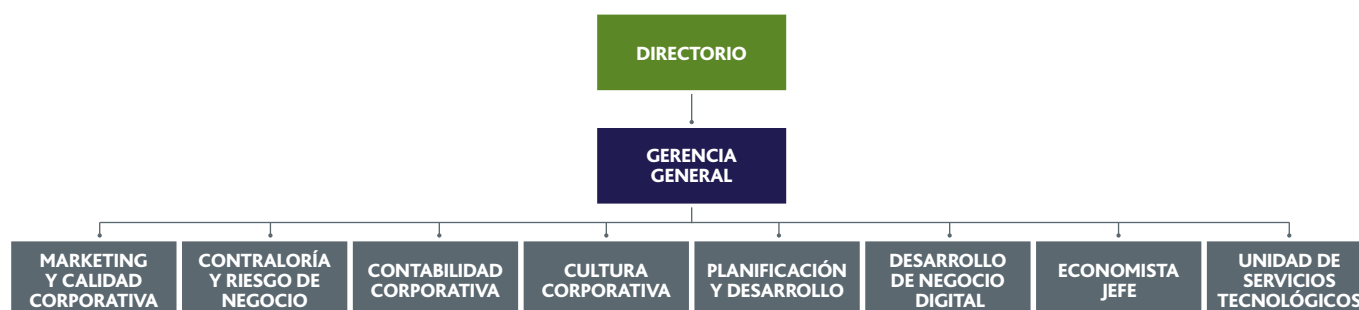 DIRECTORIO
GERENCIA
GENERAL
MARKETING
Y CALIDAD
CORPORATIVA
CONTRALORÍA
Y RIESGO DE
NEGOCIO
CONTABILIDAD
CORPORATIVA
CULTURA
CORPORATIVA
PLANIFICACIÓN
Y DESARROLLO
DESARROLLO
DE NEGOCIO
DIGITAL
ECONOMISTA
JEFE
UNIDAD DE
SERVICIOS
TECNOLÓGICOS